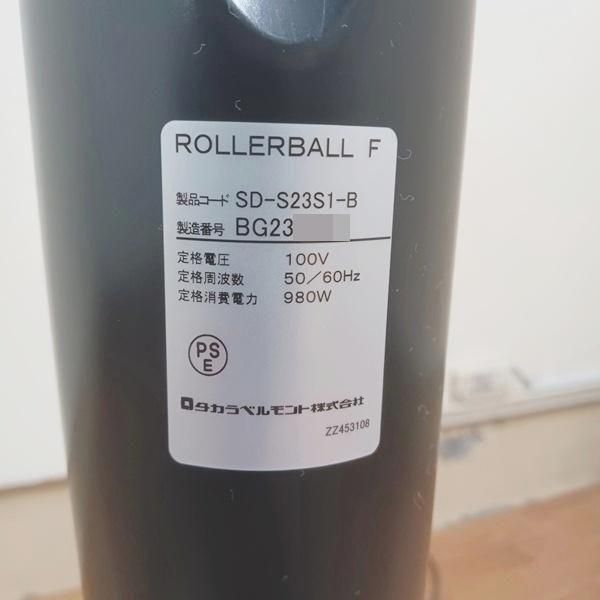 ROLLERBALL F
製品コード SD-S23S1-B
製造番号 BG23
定格電圧 100V
定格周波数 50/60Hz
定格消費電力 980W
PS
E
タカラベルモント株式会社
ZZ453108